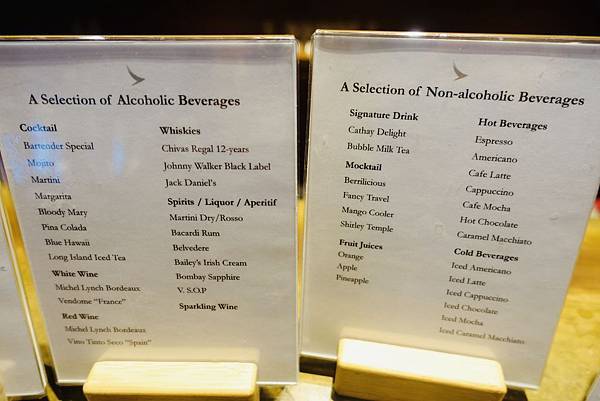 A Selection of Alcoholic Beverages
Cocktail
Bartender Special
Mojito
Martini
Margarita
Bloody Mary
Pina Colada
Blue Hawaii
Long Island Iced Tea
White Wine
Michel Lynch Bordeaux
Vendome "France"
Red Wine
Michel Lynch Bordeaux
Vino Tinto Seco "Spain"
Whiskies
Chivas Regal 12-years
Johnny Walker Black Label
Jack Daniel's
Spirits / Liquor / Aperitif
Martini Dry/Rosso
Bacardi Rum
Belvedere
Bailey's Irish Cream
Bombay Sapphire
V. S.O.P
Sparkling Wine
A Selection of Non-alcoholic Beverages
Signature Drink
Cathay Delight
Bubble Milk Tea
Mocktail
Berrilicious
Fancy Travel
Mango Cooler
Shirley Temple
Fruit Juices
Orange
Apple
Pineapple
Hot Beverages
Espresso
Americano
Cafe Latte
Cappuccino
Cafe Mocha
Hot Chocolate
Caramel Macchiato
Cold Beverages
Iced Americano
Iced Latte
Iced Cappuccino
Iced Chocolate
Iced Mocha
Iced Caramel Macchiato